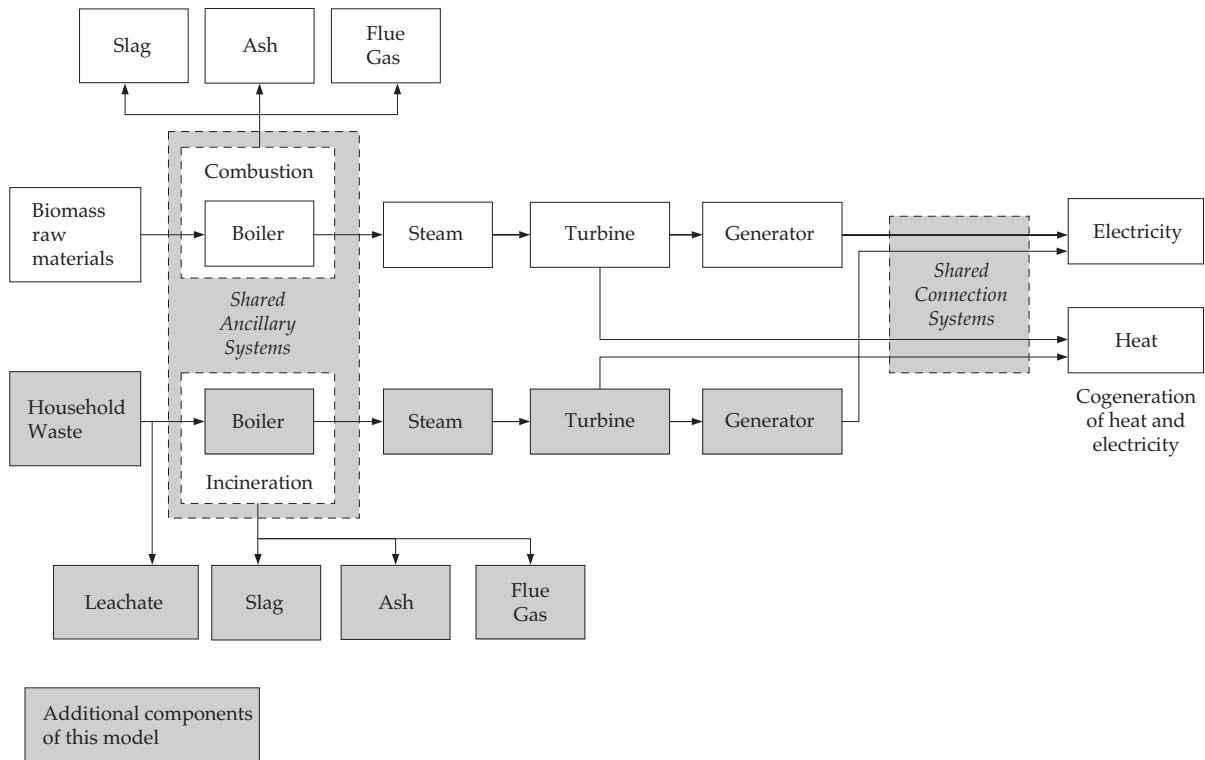 Slag
Ash
Flue
Gas
Combustion
Biomass
raw
materials
Boiler
Steam
Turbine
Generator
Electricity
Shared
Ancillary
Systems
Shared
Connection
Systems
Heat
Cogeneration
of heat and
electricity
Household
Waste
Boiler
Steam
Turbine
Generator
Incineration
Leachate
Slag
Ash
Flue
Gas
Additional components
of this model